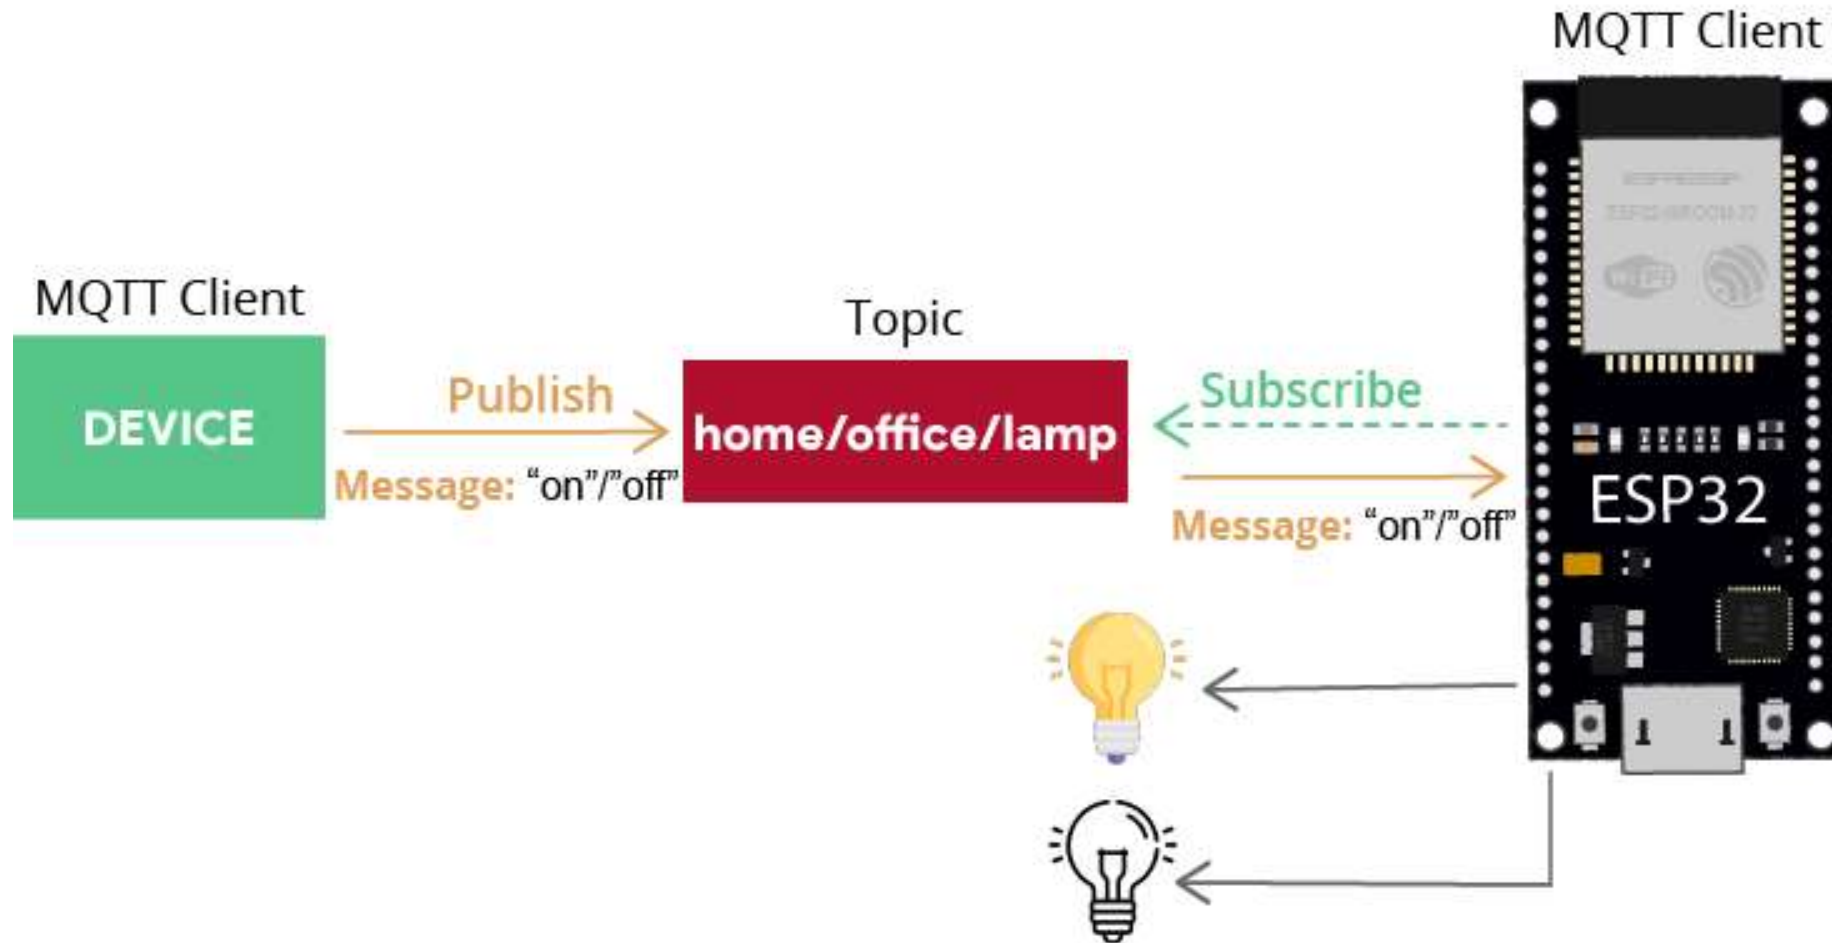 MQTT Client
MQTT Client
DEVICE
Publish
Message: “on”/”off”
Topic
home/office/lamp
Subscribe
Message: “on”/”off”
ESP32